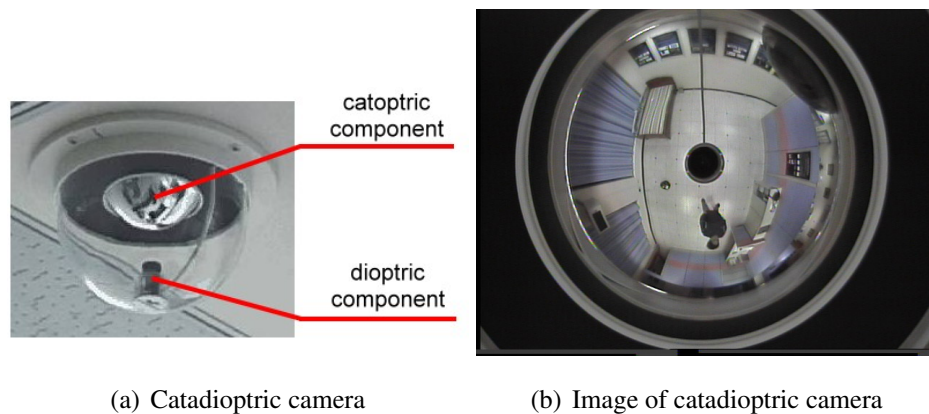 catoptric
component
dioptric
component
(a) Catadioptric camera
(b) Image of catadioptric camera